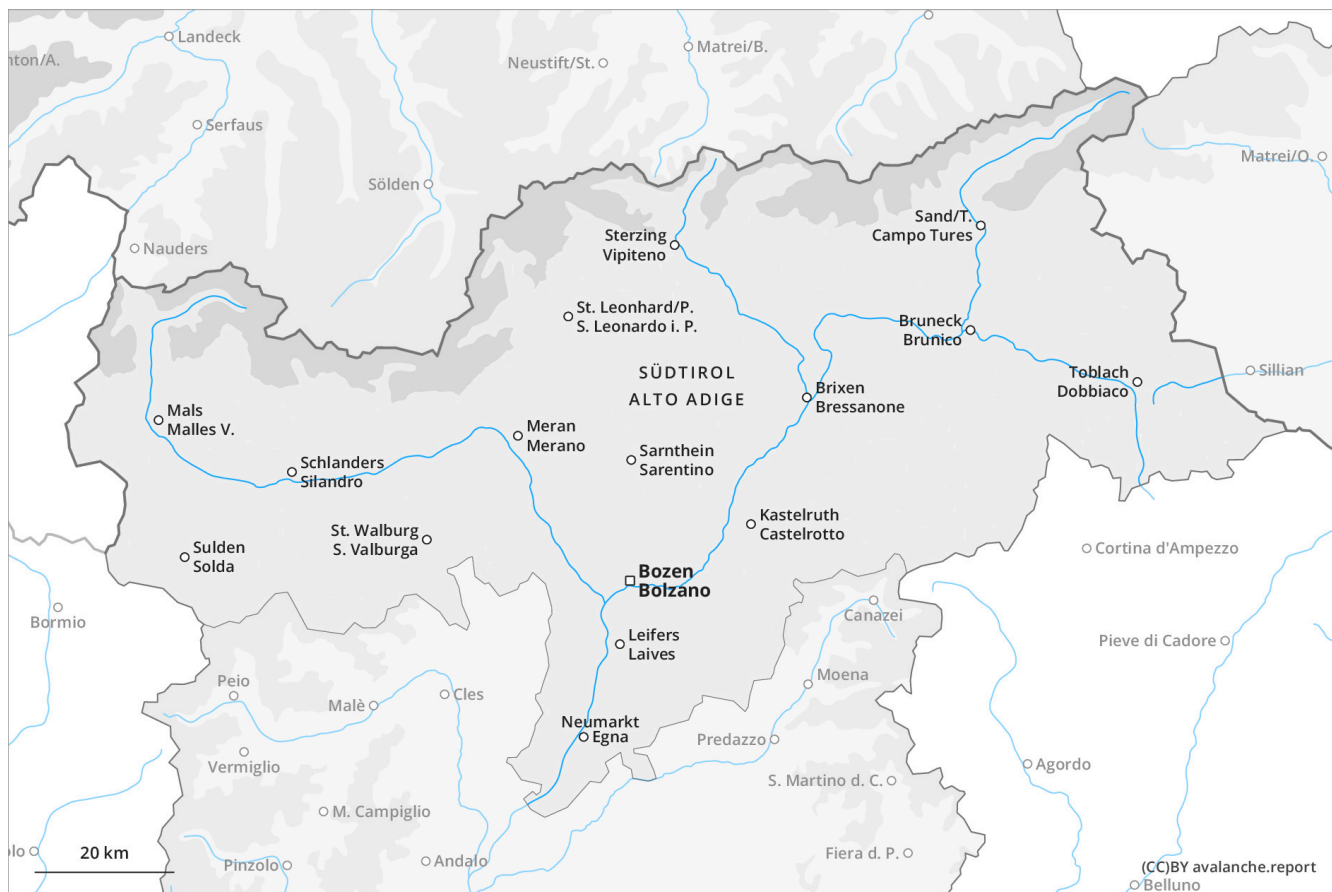 Landeck
nton/A.
Matrei/B.
Neustift/St.
Serfaus
Matrei/O.
Sölden
Sand/T.
Campo Tures
Nauders
Sterzing
Vipiteno
St. Leonhard/P.
S. Leonardo i. P.
Bruneck
Brunico
SÜDTIROL
ALTO ADIGE
Toblach
Dobbiaco
Sillian
Brixen
Bressanone
Mals
Malles V.
Meran
Merano
Sarnthein
Sarentino
Schlanders
Silandro
Kastelruth
Castelrotto
St. Walburg
S. Valburga
Sulden
Solda
Cortina d'Ampezzo
Bozen
Bolzano
Bormio
Canazei
Leifers
Laives
Pieve di Cadore
Peio
Malè
Cles
Moena
Neumarkt
Egna
Predazzo
Vermiglio
Agordo
S. Martino d. C.
M. Campiglio
olo
20 km
Pinzolo
Andalo
Fiera d. P.
(CC)BY avalanche.report
Belluno